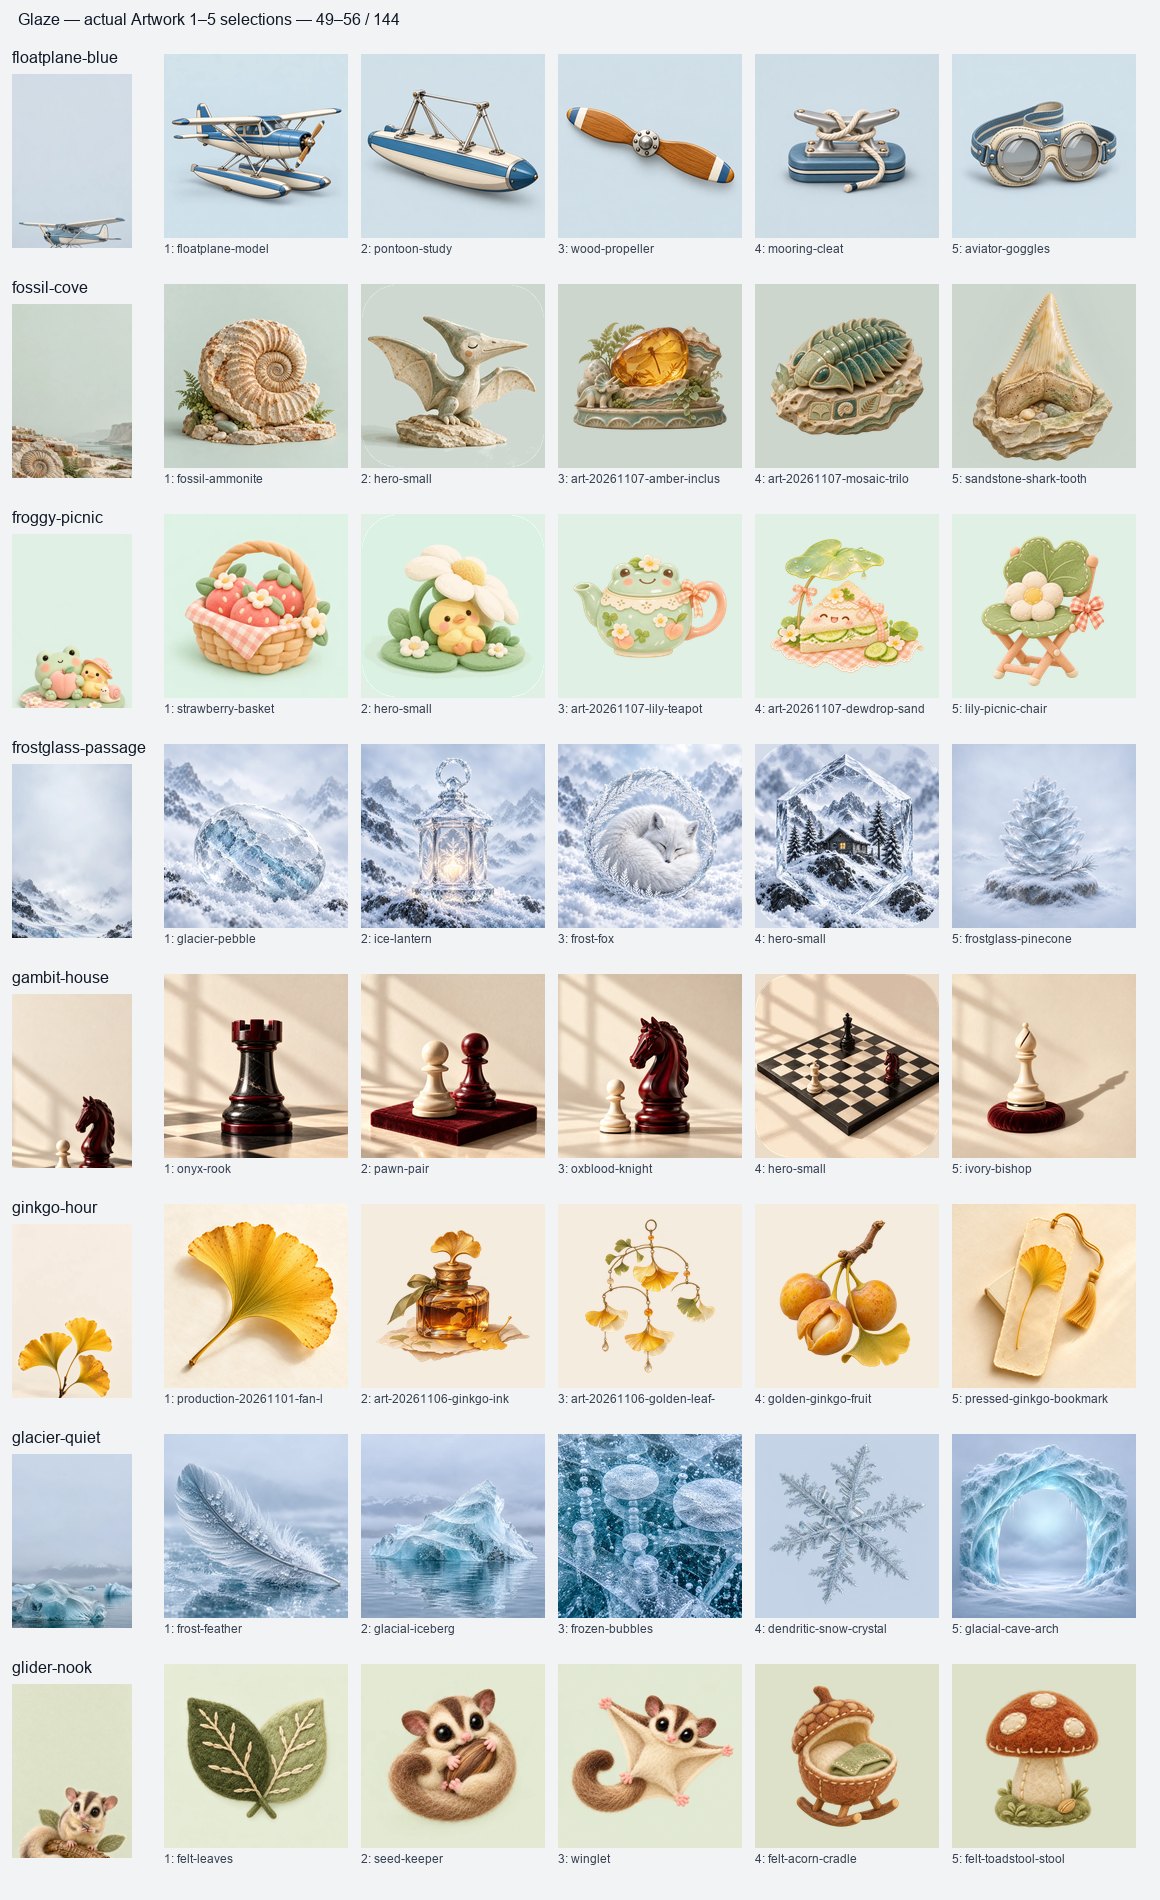 Glaze — actual Artwork 1–5 selections — 49–56 / 144
floatplane-blue
1: floatplane-model
2: pontoon-study
3: wood-propeller
4: mooring-cleat
5: aviator-goggles
fossil-cove
1: fossil-ammonite
2: hero-small
3: art-20261107-amber-inclus
4: art-20261107-mosaic-trilo
5: sandstone-shark-tooth
froggy-picnic
1: strawberry-basket
2: hero-small
3: art-20261107-lily-teapot
4: art-20261107-dewdrop-sand
5: lily-picnic-chair
frostglass-passage
1: glacier-pebble
2: ice-lantern
3: frost-fox
4: hero-small
5: frostglass-pinecone
gambit-house
1: onyx-rook
2: pawn-pair
3: oxblood-knight
4: hero-small
5: ivory-bishop
ginkgo-hour
1: production-20261101-fan-l
2: art-20261106-ginkgo-ink
3: art-20261106-golden-leaf-
4: golden-ginkgo-fruit
5: pressed-ginkgo-bookmark
glacier-quiet
1: frost-feather
2: glacial-iceberg
3: frozen-bubbles
4: dendritic-snow-crystal
5: glacial-cave-arch
glider-nook
1: felt-leaves
2: seed-keeper
3: winglet
4: felt-acorn-cradle
5: felt-toadstool-stool